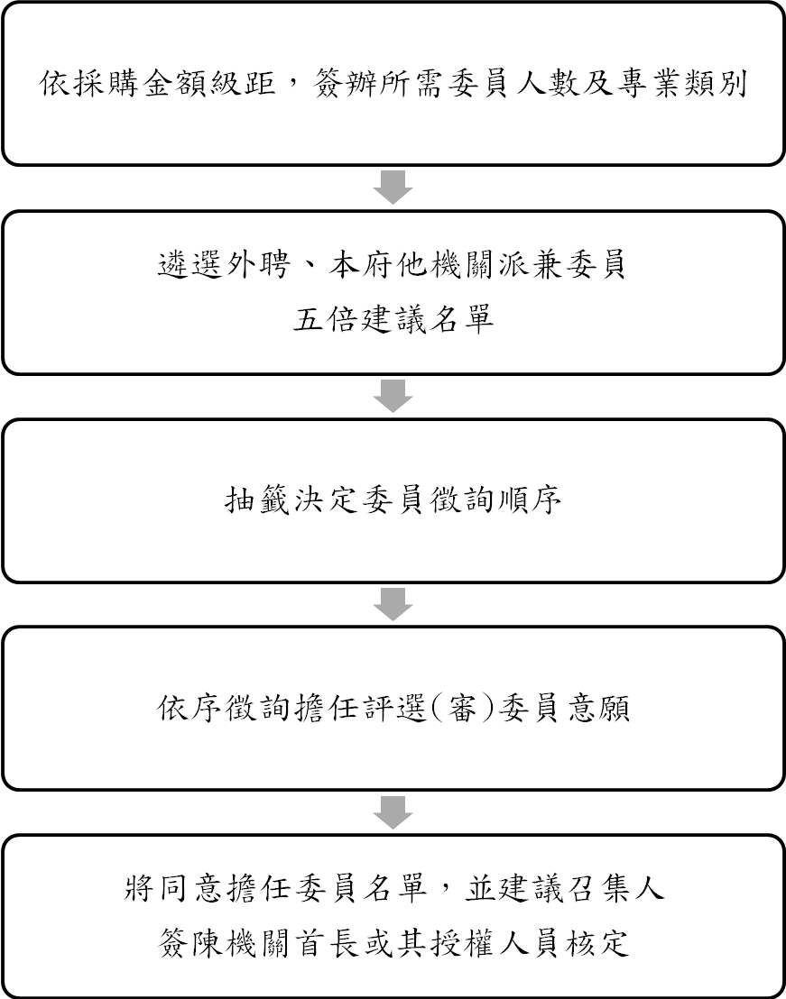 依採購金額級距，簽辦所需委員人數及專業類別
遴選外聘、本府他機關派兼委員
五倍建議名單
抽籤決定委員徵詢順序
依序徵詢擔任評選(審)委員意願
將同意擔任委員名單，並建議召集人
簽陳機關首長或其授權人員核定